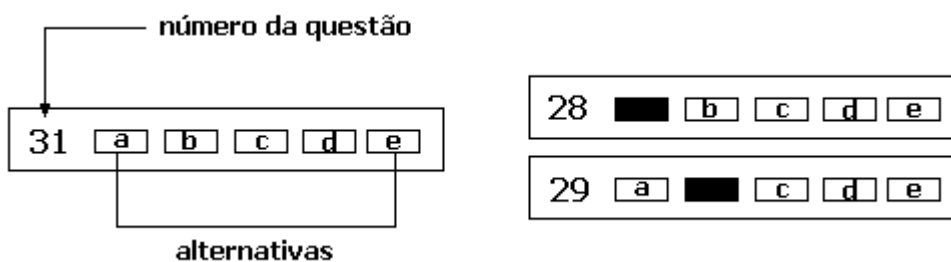 número da questão
31 a b c d e
alternativas
28 b c d e
29 a c d e